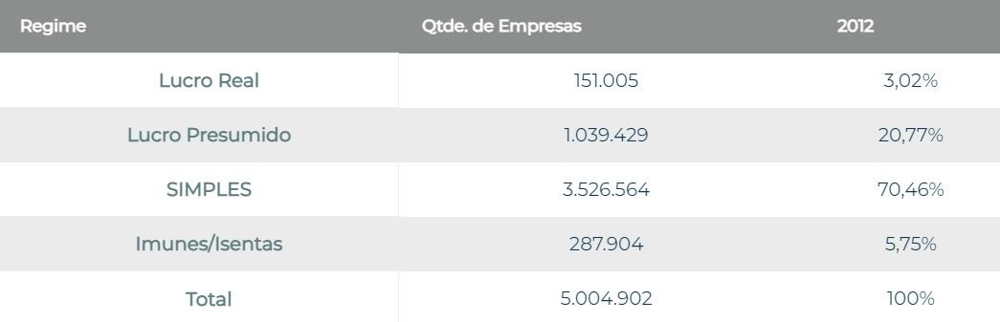 Regime Qtde. de Empresas 2012
Lucro Real 151.005 3,02%
Lucro Presumido 1.039.429 20,77%
SIMPLES 3.526.564 70,46%
Imunes/Isentas 287.904 5,75%
Total 5.004.902 100%